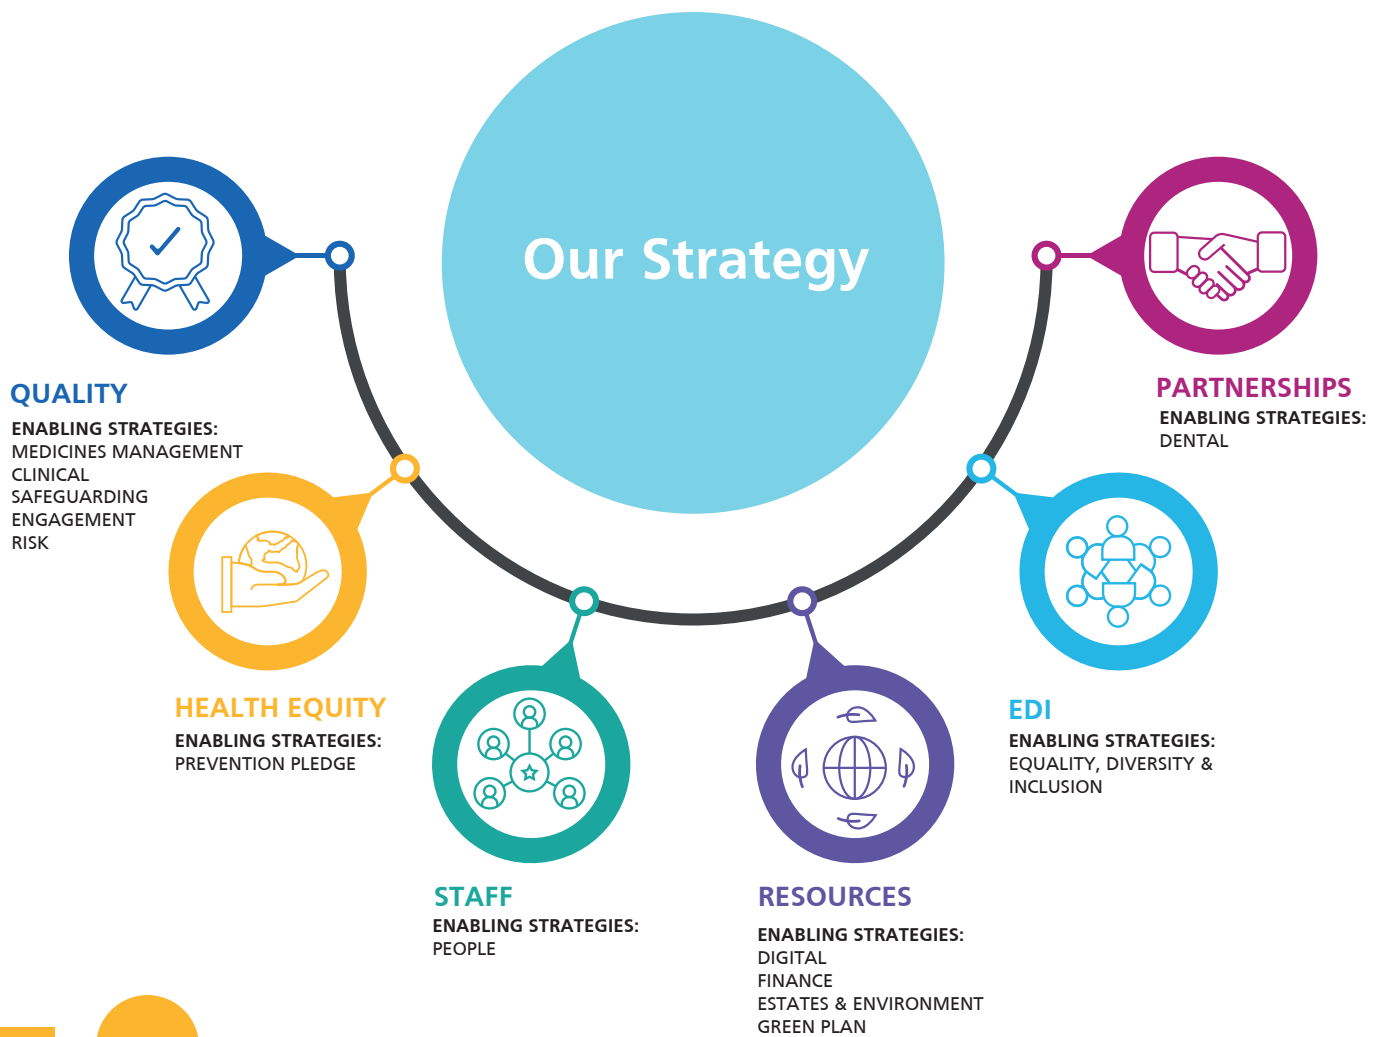 Our Strategy
QUALITY
ENABLING STRATEGIES:
MEDICINES MANAGEMENT
CLINICAL
SAFEGUARDING
ENGAGEMENT
RISK
HEALTH EQUITY
ENABLING STRATEGIES:
PREVENTION PLEDGE
STAFF
ENABLING STRATEGIES:
PEOPLE
RESOURCES
ENABLING STRATEGIES:
DIGITAL
FINANCE
ESTATES & ENVIRONMENT
GREEN PLAN
EDI
ENABLING STRATEGIES:
EQUALITY, DIVERSITY &
INCLUSION
PARTNERSHIPS
ENABLING STRATEGIES:
DENTAL